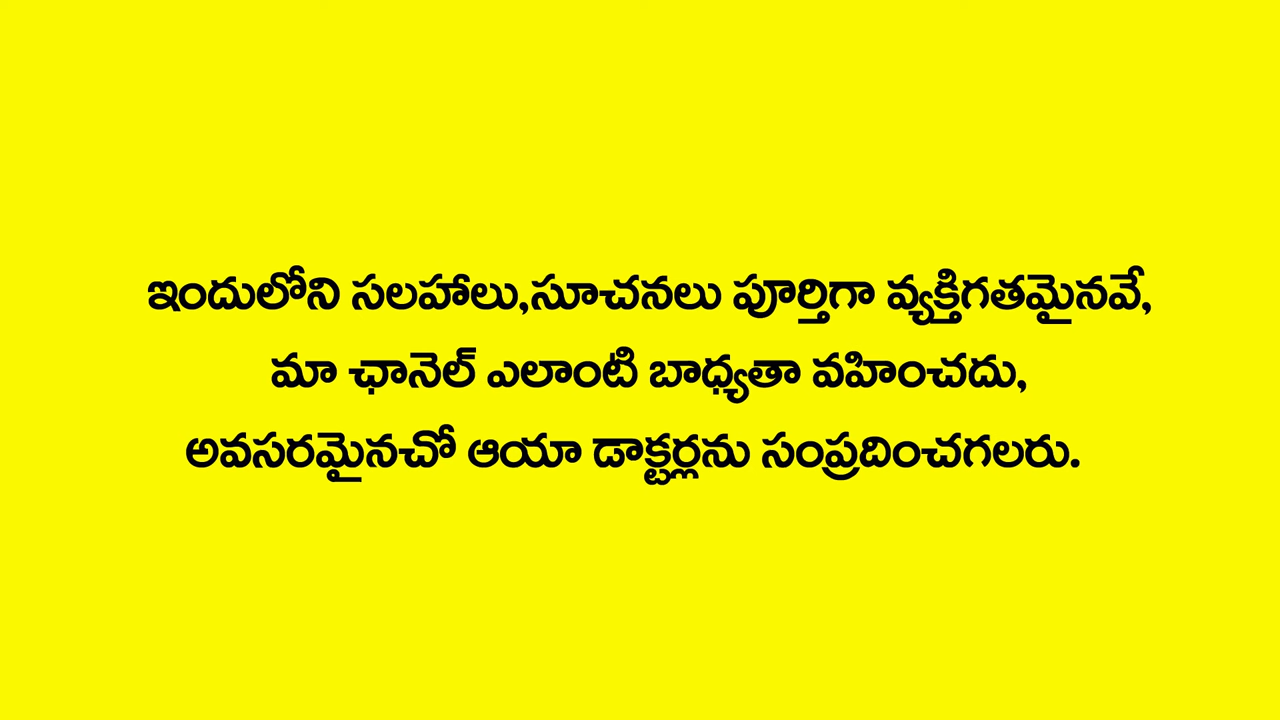 ఇందులోని సలహాలు,సూచనలు పూర్తిగా వ్యక్తిగతమైనవే,
మా ఛానెల్ ఎలాంటి బాధ్యతా వహించదు,
అవసరమైనచో ఆయా డాక్టర్లను సంప్రదించగలరు.